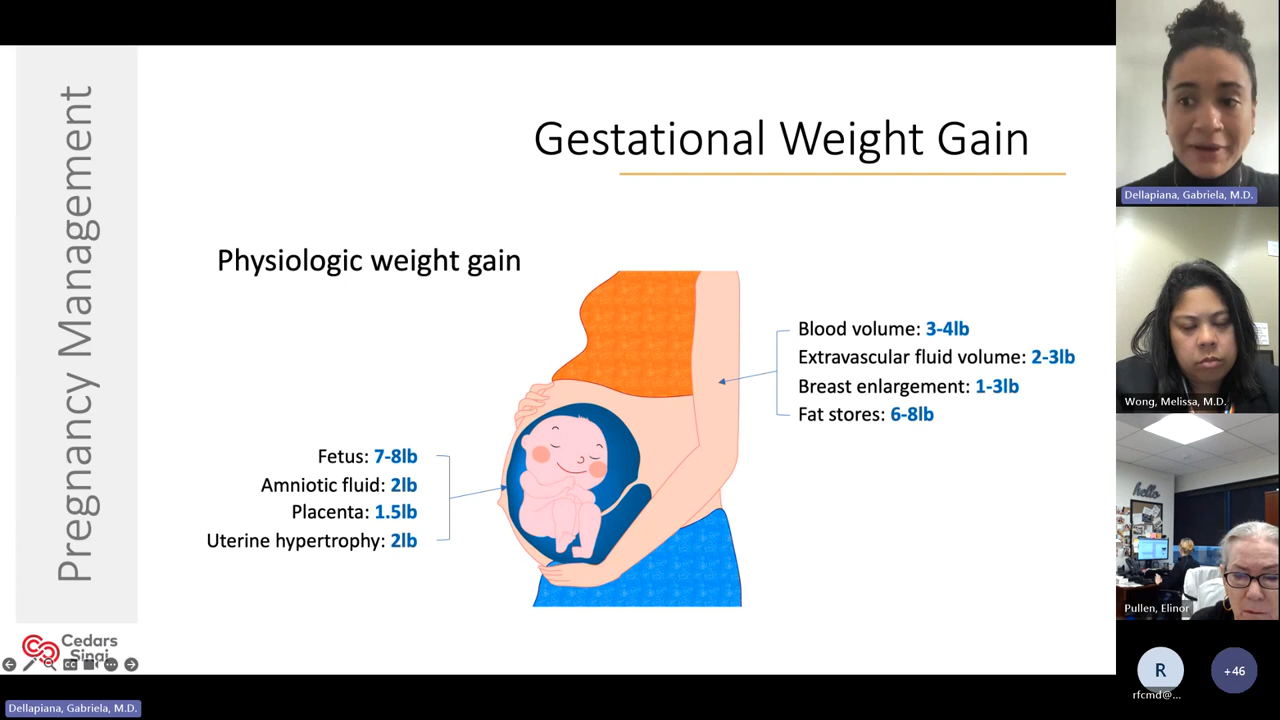 Pregnancy Management
Gestational Weight Gain
Physiologic weight gain
Blood volume: 3-4lb
Extravascular fluid volume: 2-3lb
Breast enlargement: 1-3lb
Fat stores: 6-8lb
Fetus: 7-8lb
Amniotic fluid: 2lb
Placenta: 1.5lb
Uterine hypertrophy: 2lb
Cedars
Sinai
CC
Dellapiana, Gabriela, M.D.
Dellapiana, Gabriela, M.D.
Wong, Melissa, M.D.
hello
Pullen, Elinor
R
rfcmd@...
+46